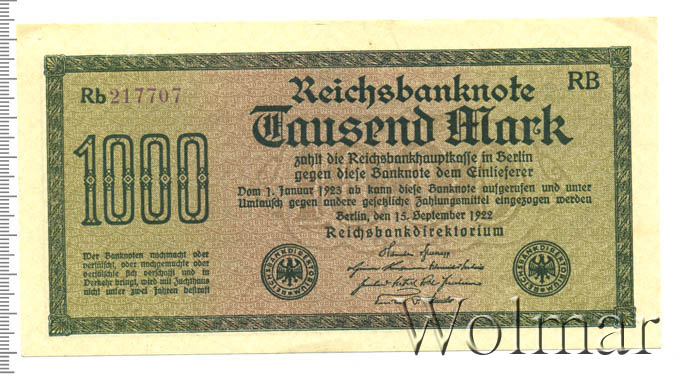 Rb 217707
RB
Reichsbanknote
Tausend Mark
1000
zahlt die Reichsbankhauptkasse in Berlin
gegen diese Banknote dem Einlieferer
Vom 1. Januar 1923 ab kann diese Banknote aufgerufen und unter
Umtausch gegen andere gesetzliche Zahlungsmittel eingezogen werden
Berlin, den 15. September 1922
Reichsbankdirektorium
Wer Banknoten nachmacht oder
verfälscht, oder nachgemachte oder
verfälschte sich verschafft und in
Verkehr bringt, wird mit Zuchthaus
nicht unter zwei Jahren bestraft
REICHSBANKDIREKTORIUM
REICHSBANKDIREKTORIUM
Wolmar